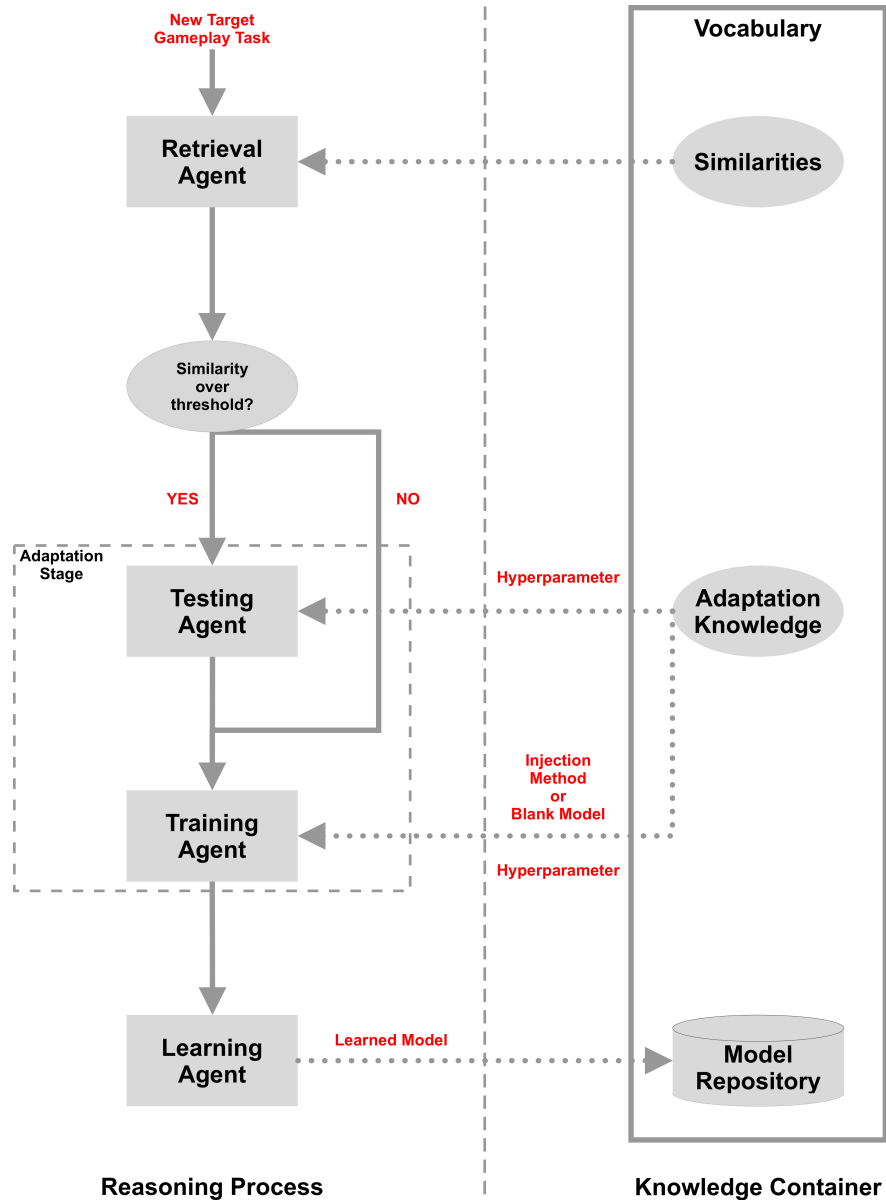 New Target
Gameplay Task
Vocabulary
Retrieval
Agent
Similarities
Similarity
over
threshold?
YES
NO
Adaptation
Stage
Testing
Agent
Hyperparameter
Adaptation
Knowledge
Injection
Method
or
Blank Model
Training
Agent
Hyperparameter
Learning
Agent
Learned Model
Model
Repository
Reasoning Process
Knowledge Container